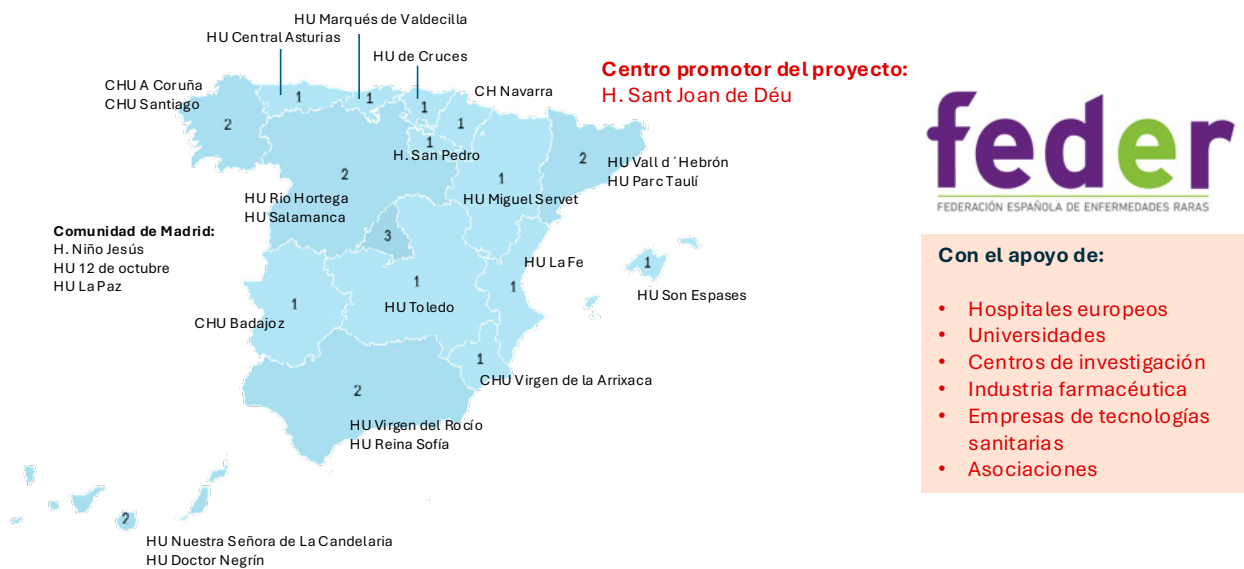 HU Marqués de Valdecilla
HU Central Asturias
HU de Cruces
CHU A Coruña
CHU Santiago
CH Navarra
Centro promotor del proyecto:
H. Sant Joan de Déu
1
1
1
2
1
1
H. San Pedro
2
HU Vall d´Hebrón
HU Parc Taulí
2
HU Rio Hortega
HU Salamanca
1
HU Miguel Servet
Comunidad de Madrid:
H. Niño Jesús
HU 12 de octubre
HU La Paz
3
HU La Fe
1
1
HU Son Espases
1
HU Toledo
1
CHU Badajoz
1
CHU Virgen de la Arrixaca
2
HU Virgen del Rocío
HU Reina Sofía
2
HU Nuestra Señora de La Candelaria
HU Doctor Negrín
feder
FEDERACIÓN ESPAÑOLA DE ENFERMEDADES RARAS
Con el apoyo de:
• Hospitales europeos
• Universidades
• Centros de investigación
• Industria farmacéutica
• Empresas de tecnologías
sanitarias
• Asociaciones